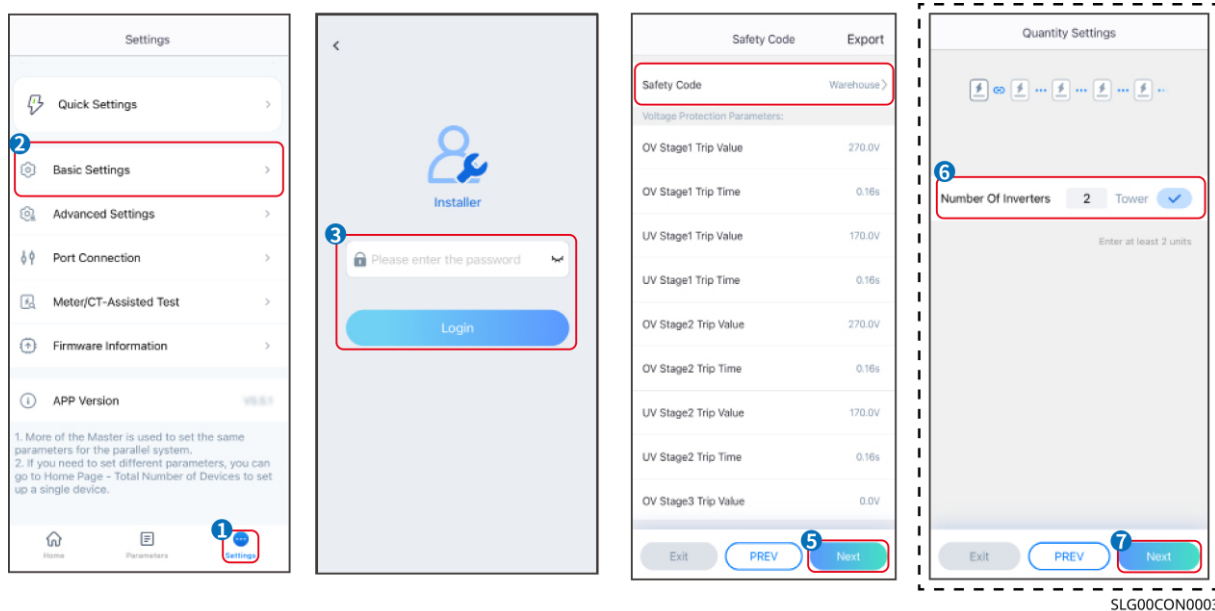 Settings
Quick Settings
2
Basic Settings
Advanced Settings
Port Connection
Meter/CT-Assisted Test
Firmware Information
APP Version
1. More of the Master is used to set the same
parameters for the parallel system.
2. If you need to set different parameters, you can
go to Home Page - Total Number of Devices to set
up a single device.
1
Home
Parameters
Settings
Installer
3
Please enter the password
Login
Safety Code
Export
Safety Code
Warehouse
Voltage Protection Parameters:
OV Stage1 Trip Value
270.0V
OV Stage1 Trip Time
0.16s
UV Stage1 Trip Value
170.0V
UV Stage1 Trip Time
0.16s
OV Stage2 Trip Value
270.0V
OV Stage2 Trip Time
0.16s
UV Stage2 Trip Value
170.0V
UV Stage2 Trip Time
0.16s
OV Stage3 Trip Value
0.0V
5
Exit
PREV
Next
Quantity Settings
6
Number Of Inverters
2
Tower
Enter at least 2 units
7
Exit
PREV
Next
SLG00CON0003